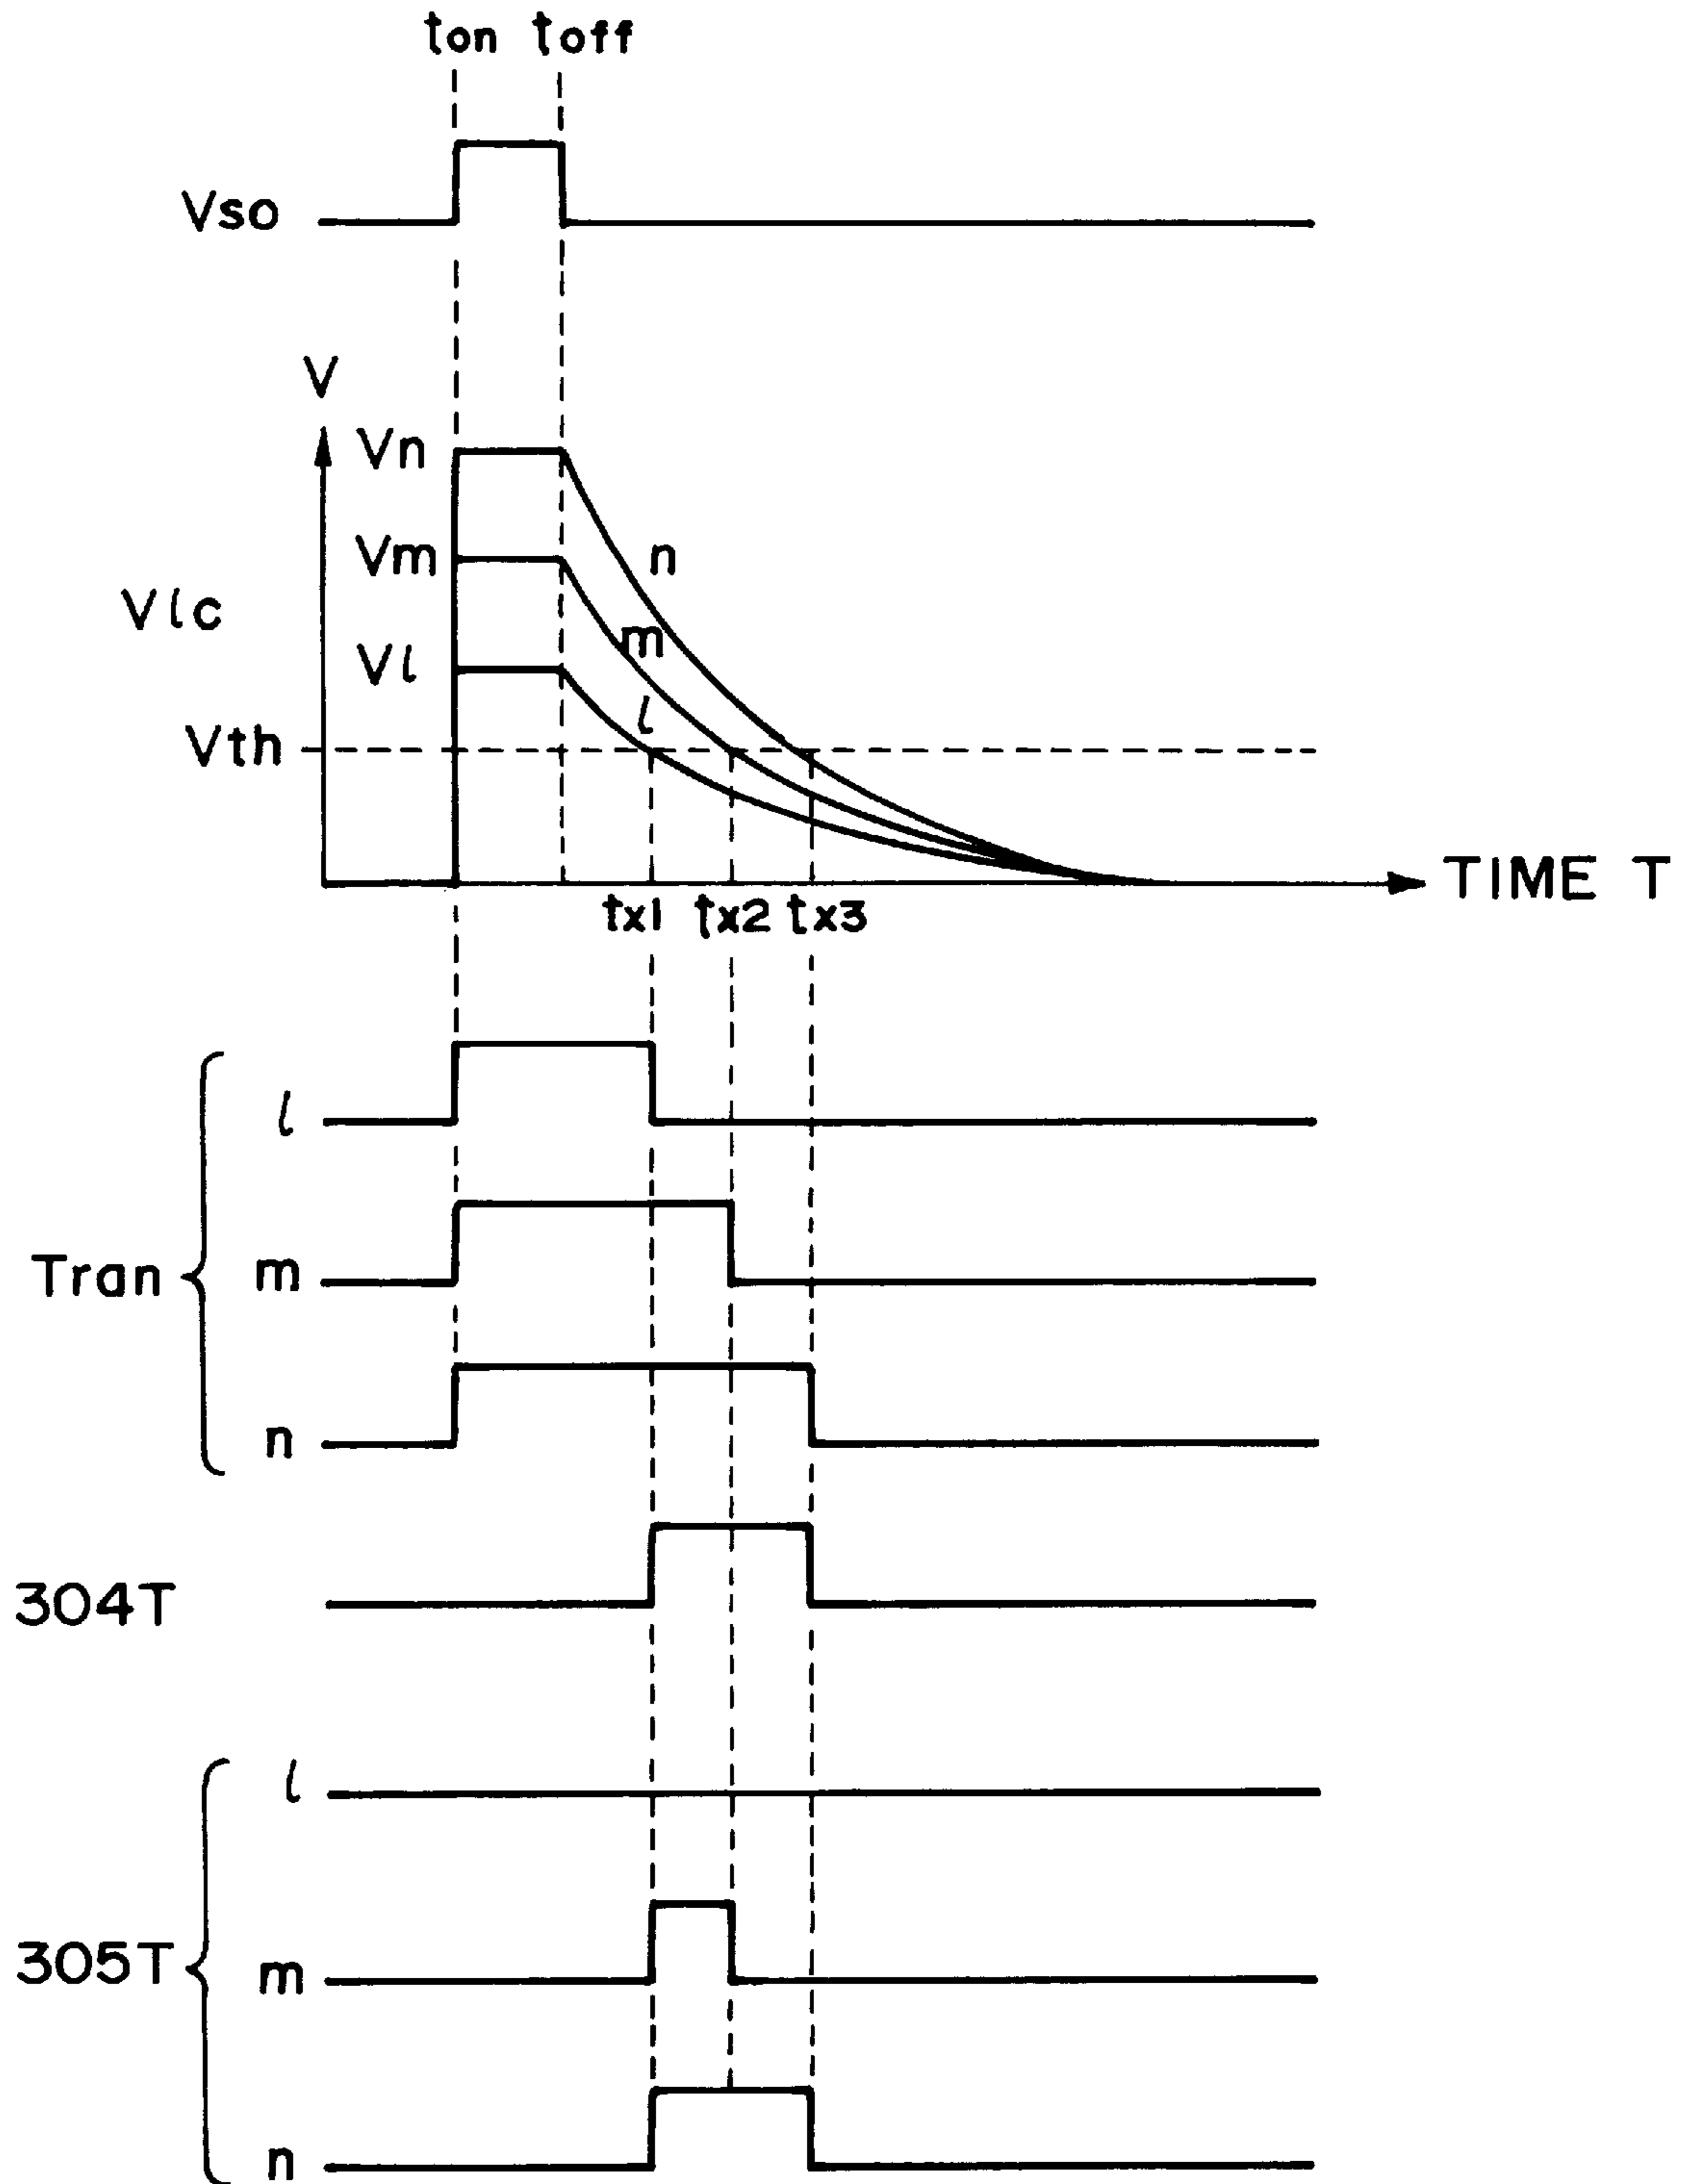 ton toff
Vso
V
Vn
Vm
n
Vlc
m
Vl
l
Vth
TIME T
tx1 tx2 tx3
l
Tran
m
n
304T
l
305T
m
n